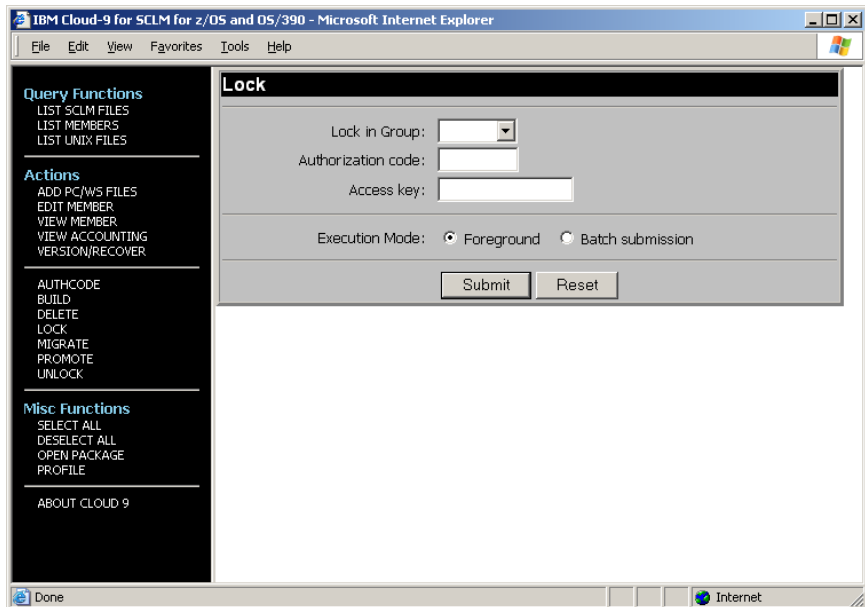 IBM Cloud-9 for SCLM for z/OS and OS/390 - Microsoft Internet Explorer
File Edit View Favorites Tools Help
Query Functions
LIST SCLM FILES
LIST MEMBERS
LIST UNIX FILES
Actions
ADD PC/WS FILES
EDIT MEMBER
VIEW MEMBER
VIEW ACCOUNTING
VERSION/RECOVER
AUTHCODE
BUILD
DELETE
LOCK
MIGRATE
PROMOTE
UNLOCK
Misc Functions
SELECT ALL
DESELECT ALL
OPEN PACKAGE
PROFILE
ABOUT CLOUD 9
Lock
Lock in Group:
Authorization code:
Access key:
Execution Mode: Foreground Batch submission
Submit Reset
Done Internet